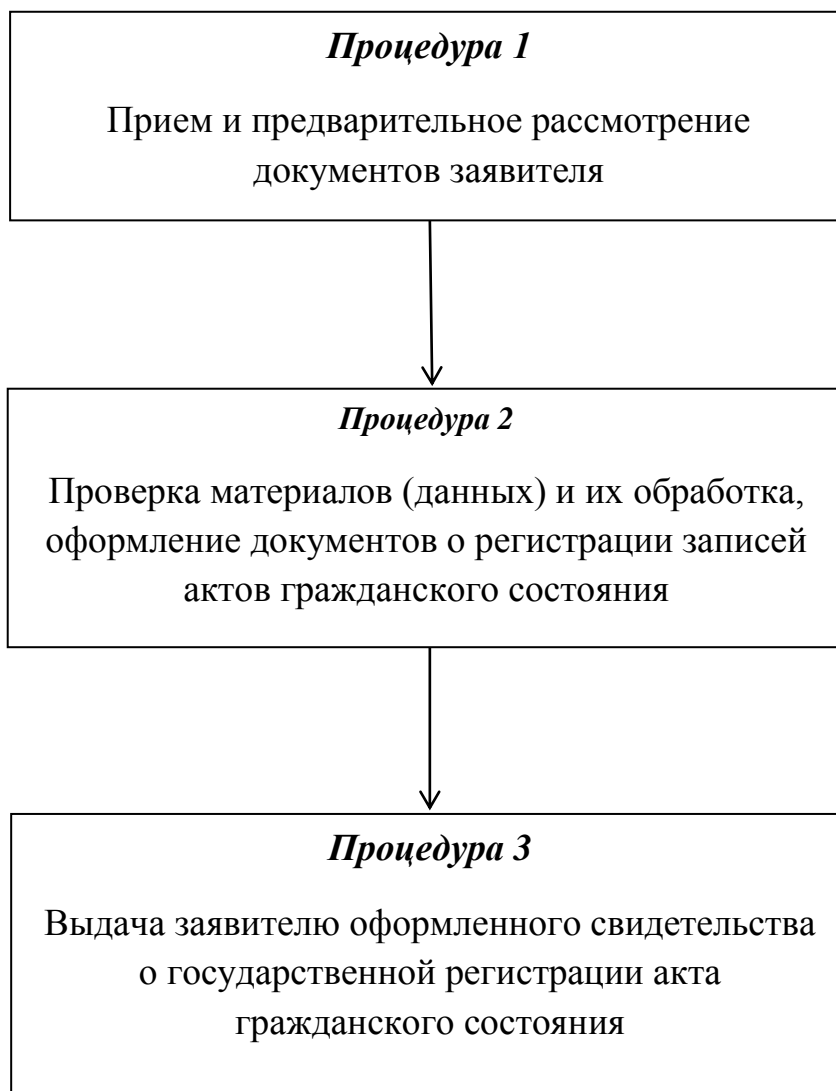 Процедура 1
Прием и предварительное рассмотрение
документов заявителя
Процедура 2
Проверка материалов (данных) и их обработка,
оформление документов о регистрации записей
актов гражданского состояния
Процедура 3
Выдача заявителю оформленного свидетельства
о государственной регистрации акта
гражданского состояния